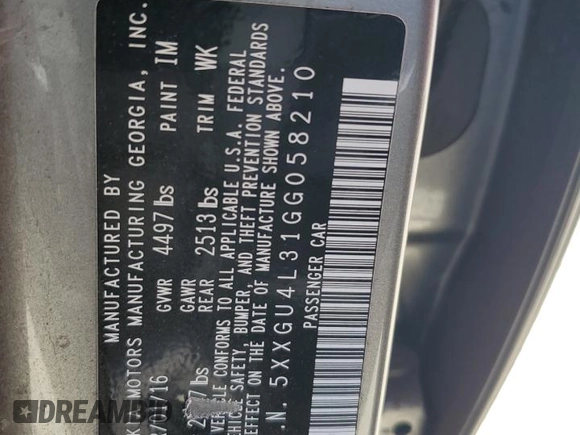 MANUFACTURED BY
MOTORS MANUFACTURING GEORGIA, INC.
/16 GVWR 4497 lbs PAINT IM
lbs GAWR REAR 2513 lbs TRIM WK
CONFORMS TO ALL APPLICABLE U.S.A. FEDERAL
VEHICLE SAFETY, BUMPER, AND THEFT PREVENTION STANDARDS
EFFECT ON THE DATE OF MANUFACTURE SHOWN ABOVE.
.N. 5XXGU4L31GG058210
PASSENGER CAR